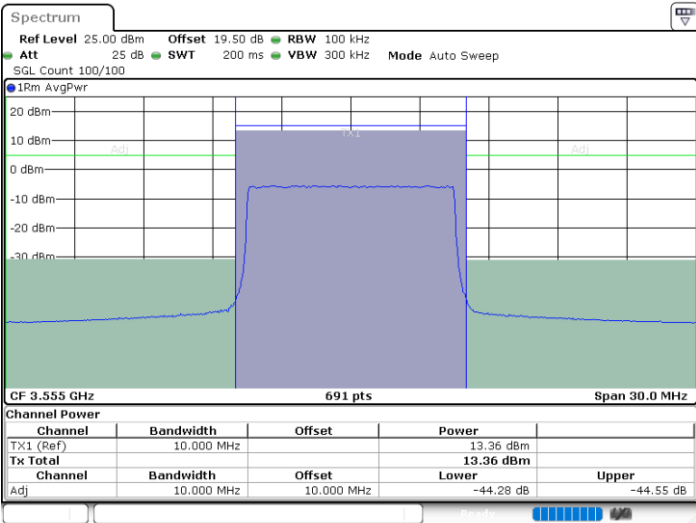 Spectrum
Ref Level 25.00 dBm Offset 19.50 dB RBW 100 kHz
Att 25 dB SWT 200 ms VBW 300 kHz Mode Auto Sweep
SGL Count 100/100
1Rm AvgPwr
20 dBm
TX1
10 dBm
Adj Adj
0 dBm
-10 dBm
-20 dBm
-30 dBm
CF 3.555 GHz 691 pts Span 30.0 MHz
Channel Power
Channel Bandwidth Offset Power
TX1 (Ref) 10.000 MHz 13.36 dBm
Tx Total 13.36 dBm
Channel Bandwidth Offset Lower Upper
Adj 10.000 MHz 10.000 MHz -44.28 dB -44.55 dB
Ready